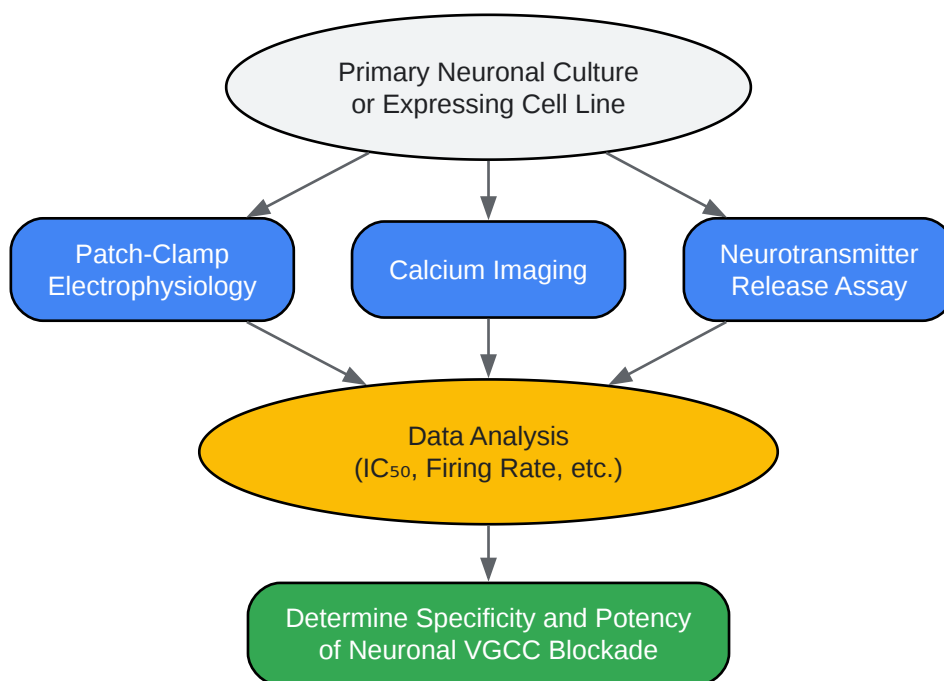 Primary Neuronal Culture
or Expressing Cell Line
Patch-Clamp
Electrophysiology
Calcium Imaging
Neurotransmitter
Release Assay
Data Analysis
(IC₅₀, Firing Rate, etc.)
Determine Specificity and Potency
of Neuronal VGCC Blockade